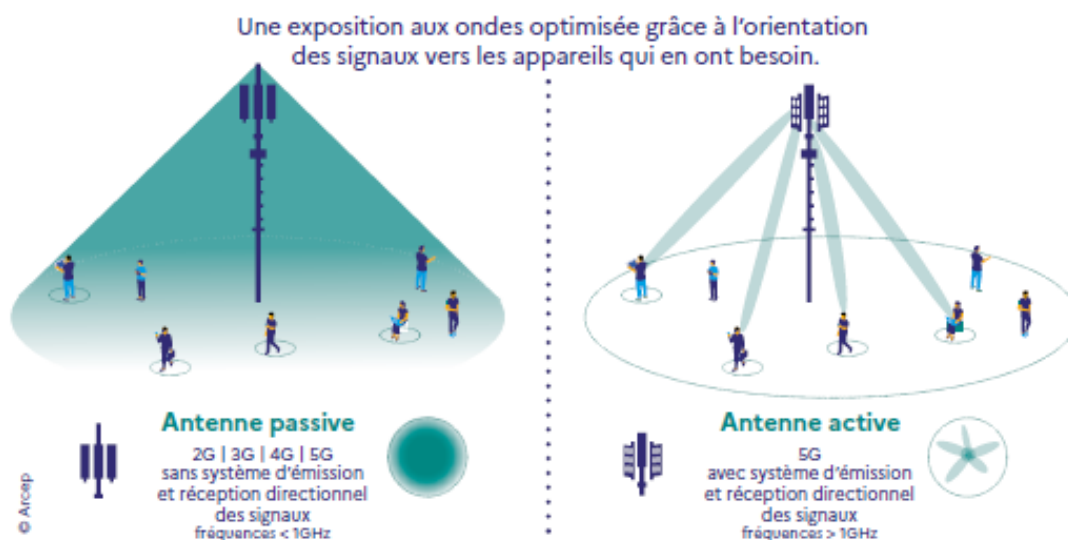 Une exposition aux ondes optimisée grâce à l'orientation
des signaux vers les appareils qui en ont besoin.
Antenne passive
2G | 3G | 4G | 5G
sans système d'émission
et réception directionnel
des signaux
fréquences < 1GHz
Antenne active
5G
avec système d'émission
et réception directionnel
des signaux
fréquences > 1GHz
© Arcep